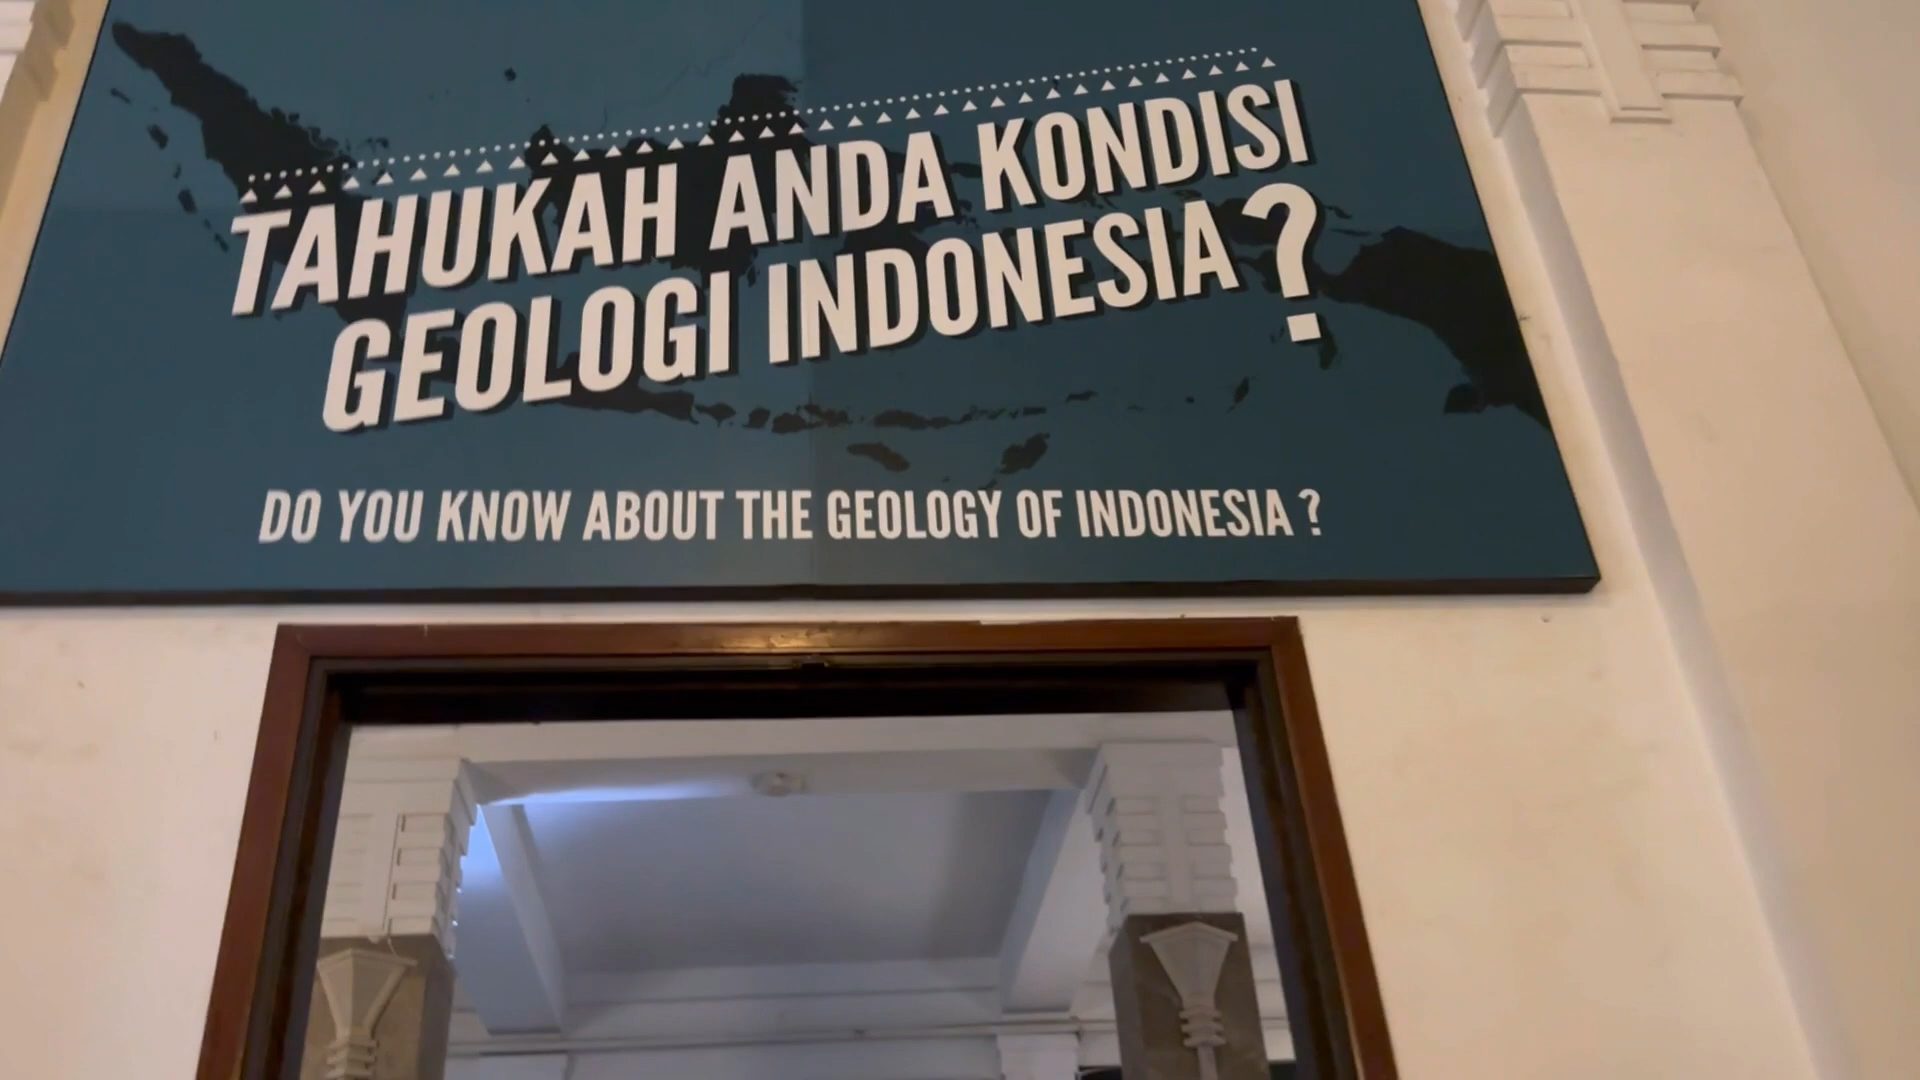 TAHUKAH ANDA KONDISI
GEOLOGI INDONESIA?
DO YOU KNOW ABOUT THE GEOLOGY OF INDONESIA ?